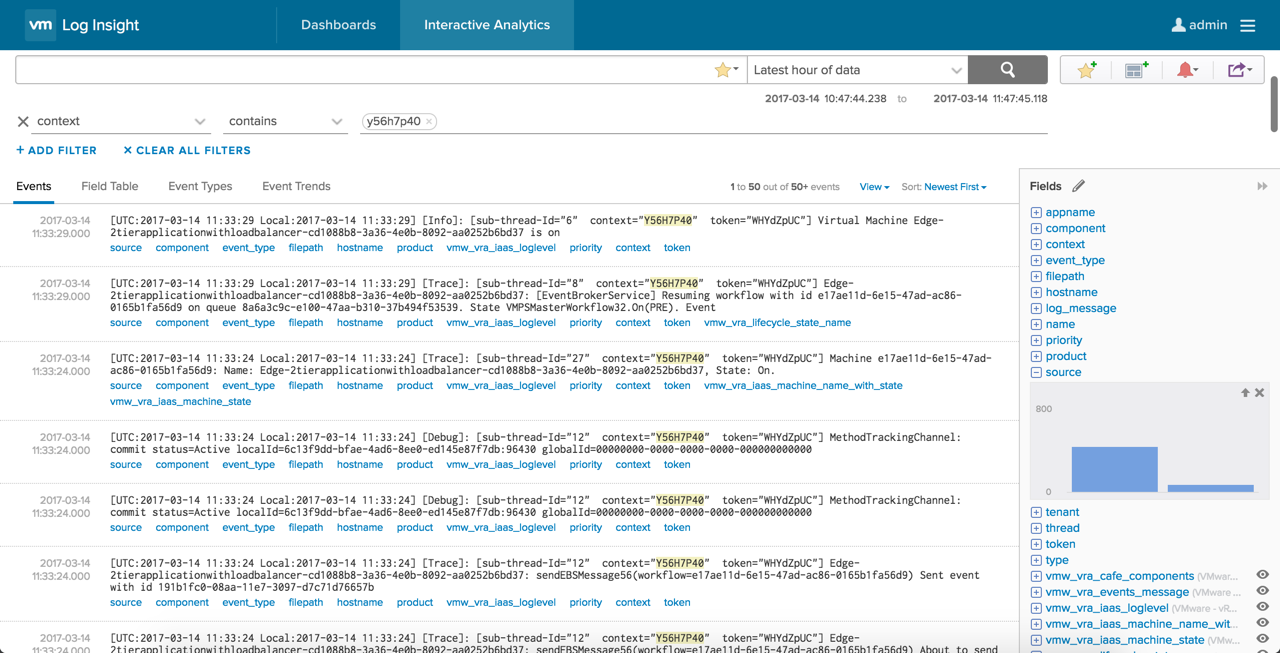 vm Log Insight Dashboards Interactive Analytics admin
Latest hour of data
2017-03-14 10:47:44.238 to 2017-03-14 11:47:45.118
context contains y56h7p40
+ ADD FILTER × CLEAR ALL FILTERS
Events Field Table Event Types Event Trends 1 to 50 out of 50+ events View Sort: Newest First
2017-03-14 11:33:29.000
[UTC:2017-03-14 11:33:29 Local:2017-03-14 11:33:29] [Info]: [sub-thread-Id="6" context="Y56H7P40" token="WHYdZpUC"] Virtual Machine Edge-
2tierapplicationwithloadbalancer-cd1088b8-3a36-4e0b-8092-aa0252b6bd37 is on
source component event_type filepath hostname product vmw_vra_iaas_loglevel priority context token
2017-03-14 11:33:29.000
[UTC:2017-03-14 11:33:29 Local:2017-03-14 11:33:29] [Trace]: [sub-thread-Id="8" context="Y56H7P40" token="WHYdZpUC"] Edge-
2tierapplicationwithloadbalancer-cd1088b8-3a36-4e0b-8092-aa0252b6bd37: [EventBrokerService] Resuming workflow with id e17ae11d-6e15-47ad-ac86-
0165b1fa56d9 on queue 8a6a3c9c-e100-47aa-b310-37b494f53539. State VMPSMasterWorkflow32.On(PRE). Event
source component event_type filepath hostname product vmw_vra_iaas_loglevel priority context token vmw_vra_lifecycle_state_name
2017-03-14 11:33:24.000
[UTC:2017-03-14 11:33:24 Local:2017-03-14 11:33:24] [Trace]: [sub-thread-Id="27" context="Y56H7P40" token="WHYdZpUC"] Machine e17ae11d-6e15-47ad-
ac86-0165b1fa56d9: Name: Edge-2tierapplicationwithloadbalancer-cd1088b8-3a36-4e0b-8092-aa0252b6bd37, State: On.
source component event_type filepath hostname product vmw_vra_iaas_loglevel priority context token vmw_vra_iaas_machine_name_with_state
vmw_vra_iaas_machine_state
2017-03-14 11:33:24.000
[UTC:2017-03-14 11:33:24 Local:2017-03-14 11:33:24] [Debug]: [sub-thread-Id="12" context="Y56H7P40" token="WHYdZpUC"] MethodTrackingChannel:
commit status=Active localId=6c13f9dd-bfae-4ad6-8ee0-ed145e87f7db:96430 globalId=00000000-0000-0000-0000-000000000000
source component event_type filepath hostname product vmw_vra_iaas_loglevel priority context token
2017-03-14 11:33:24.000
[UTC:2017-03-14 11:33:24 Local:2017-03-14 11:33:24] [Debug]: [sub-thread-Id="12" context="Y56H7P40" token="WHYdZpUC"] MethodTrackingChannel:
commit status=Active localId=6c13f9dd-bfae-4ad6-8ee0-ed145e87f7db:96430 globalId=00000000-0000-0000-0000-000000000000
source component event_type filepath hostname product vmw_vra_iaas_loglevel priority context token
2017-03-14 11:33:24.000
[UTC:2017-03-14 11:33:24 Local:2017-03-14 11:33:24] [Trace]: [sub-thread-Id="12" context="Y56H7P40" token="WHYdZpUC"] Edge-
2tierapplicationwithloadbalancer-cd1088b8-3a36-4e0b-8092-aa0252b6bd37: sendEBSMessage56(workflow=e17ae11d-6e15-47ad-ac86-0165b1fa56d9) Sent event
with id 191b1fc0-08aa-11e7-3097-d7c71d76657b
source component event_type filepath hostname product vmw_vra_iaas_loglevel priority context token
2017-03-14 11:33:24.000
[UTC:2017-03-14 11:33:24 Local:2017-03-14 11:33:24] [Trace]: [sub-thread-Id="12" context="Y56H7P40" token="WHYdZpUC"] Edge-
2tierapplicationwithloadbalancer-cd1088b8-3a36-4e0b-8092-aa0252b6bd37: sendEBSMessage56(workflow=e17ae11d-6e15-47ad-ac86-0165b1fa56d9) About to send
Fields
appname
component
context
event_type
filepath
hostname
log_message
name
priority
product
source
800
0
tenant
thread
token
type
vmw_vra_cafe_components (VMwar...
vmw_vra_events_message (VMware ...
vmw_vra_iaas_loglevel (VMware - vR...
vmw_vra_iaas_machine_name_wit...
vmw_vra_iaas_machine_state (VMw...